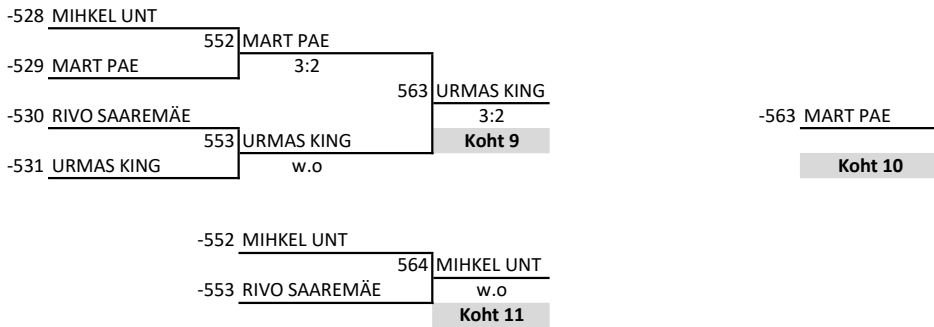 -528 MIHKEL UNT
552 MART PAE
-529 MART PAE 3:2
563 URMAS KING
-530 RIVO SAAREMÄE 3:2 -563 MART PAE
553 URMAS KING Koht 9
-531 URMAS KING w.o Koht 10
-552 MIHKEL UNT
564 MIHKEL UNT
-553 RIVO SAAREMÄE w.o
Koht 11